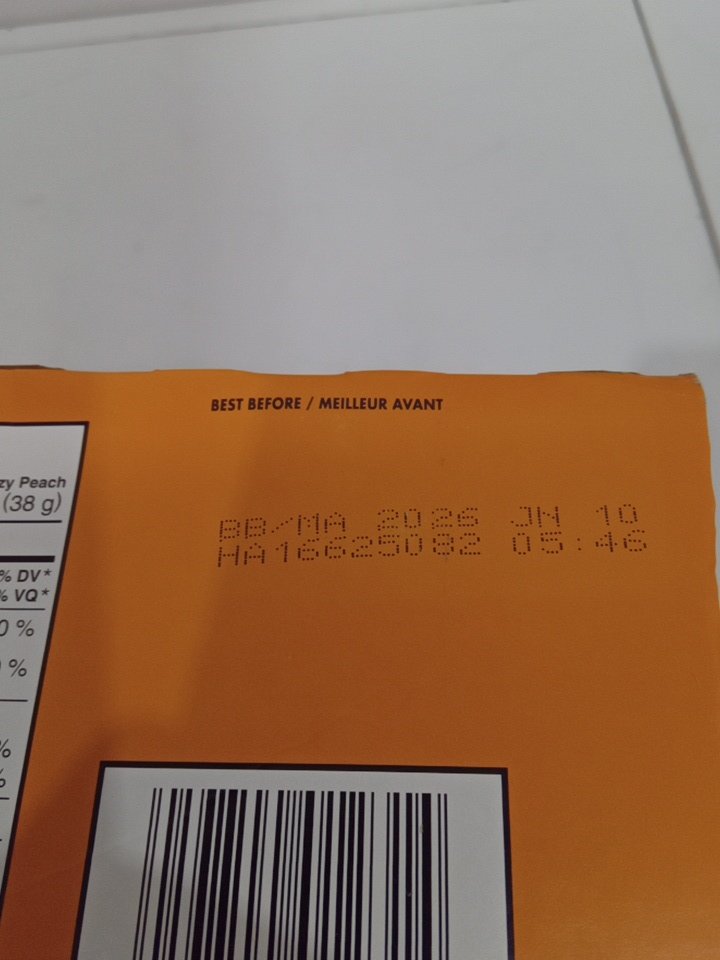 BEST BEFORE / MEILLEUR AVANT
BB/MA 2026 JN 10
HA16625082 05:46
zy Peach
(38 g)
% DV*
% VQ*
0 %
%
%
%